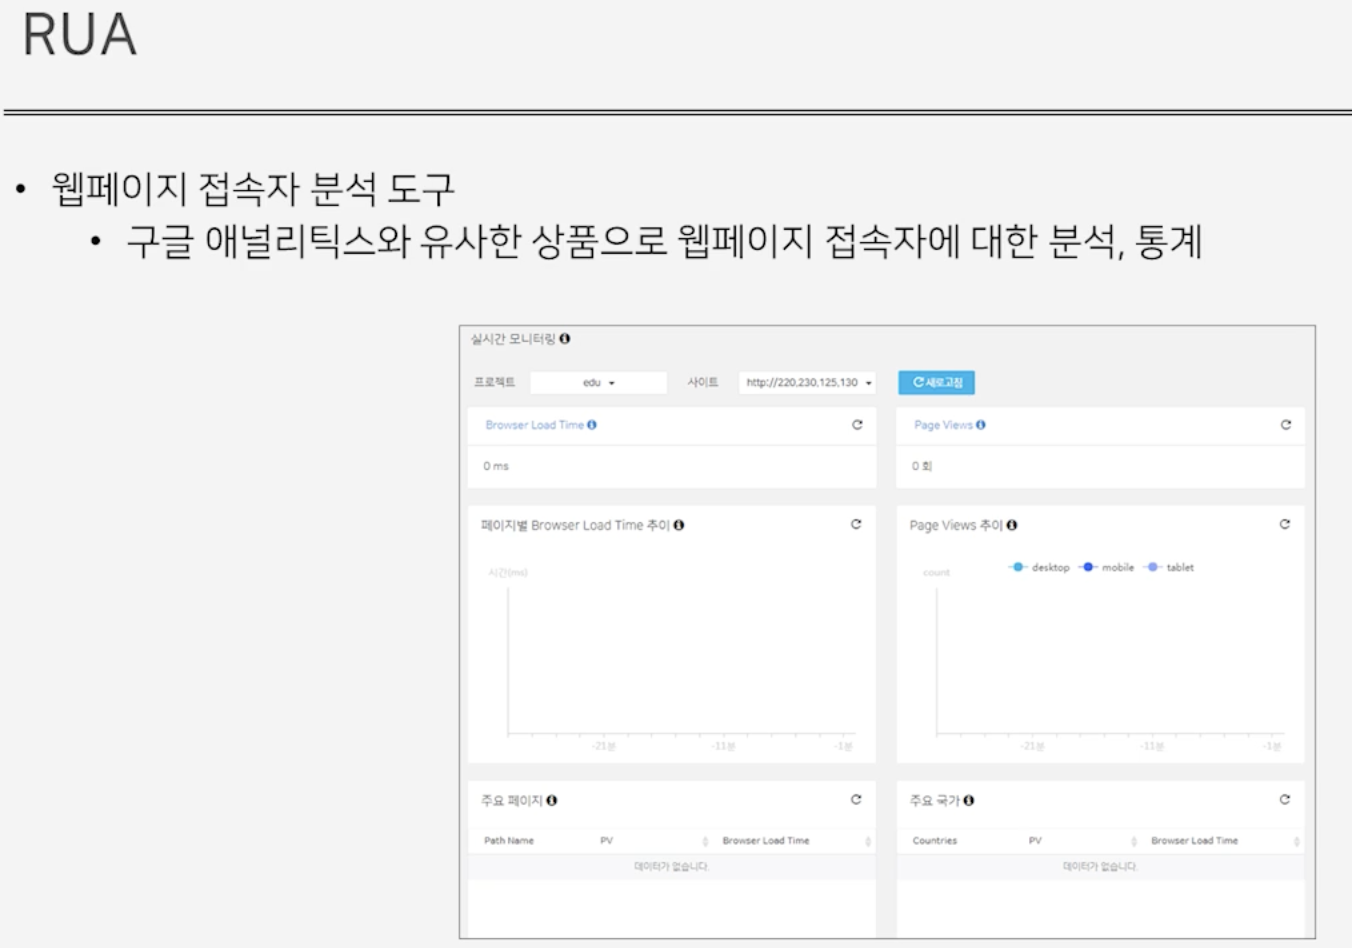 RUA
• 웹페이지 접속자 분석 도구
• 구글 애널리틱스와 유사한 상품으로 웹페이지 접속자에 대한 분석, 통계
실시간 모니터링
프로젝트 edu 사이트 http://220.230.125.130 새로고침
Browser Load Time
0 ms
Page Views
0 회
페이지별 Browser Load Time 추이
시간(ms)
-21분 -11분 -1분
Page Views 추이
count desktop mobile tablet
-21분 -11분 -1분
주요 페이지
Path Name PV Browser Load Time
데이터가 없습니다.
주요 국가
Countries PV Browser Load Time
데이터가 없습니다.